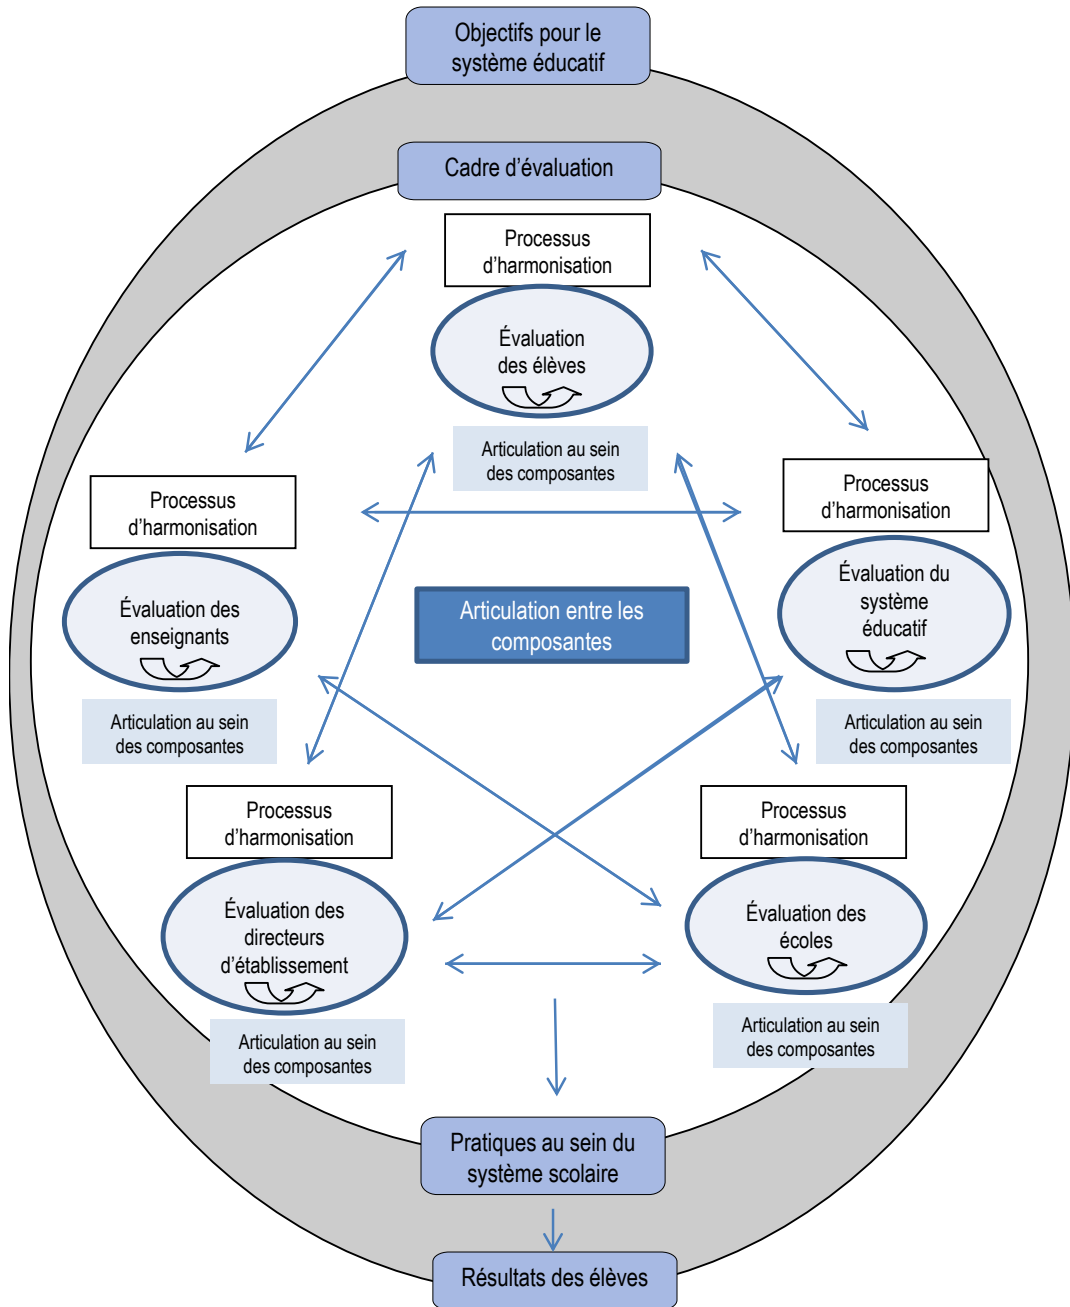 Objectifs pour le
système éducatif
Cadre d’évaluation
Processus
d’harmonisation
Évaluation
des élèves
Articulation au sein
des composantes
Processus
d’harmonisation
Évaluation des
enseignants
Articulation au sein
des composantes
Processus
d’harmonisation
Évaluation du
système
éducatif
Articulation au sein
des composantes
Articulation entre les
composantes
Processus
d’harmonisation
Évaluation des
directeurs
d’établissement
Articulation au sein
des composantes
Processus
d’harmonisation
Évaluation des
écoles
Articulation au sein
des composantes
Pratiques au sein du
système scolaire
Résultats des élèves